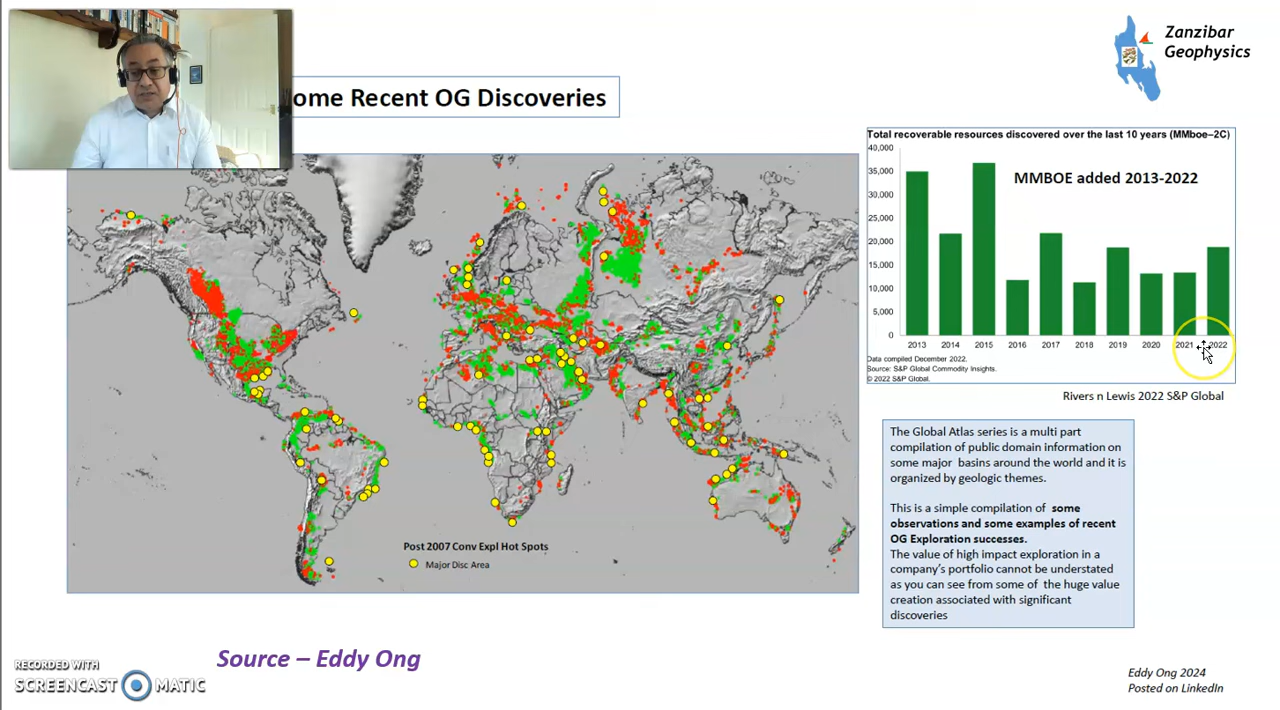 Zanzibar
Geophysics
ome Recent OG Discoveries
Total recoverable resources discovered over the last 10 years (MMboe–2C)
40,000
35,000
30,000
25,000
20,000
15,000
10,000
5,000
0
MMBOE added 2013-2022
2013 2014 2015 2016 2017 2018 2019 2020 2021 2022
Data compiled December 2022.
Source: S&P Global Commodity Insights.
© 2022 S&P Global.
Rivers n Lewis 2022 S&P Global
The Global Atlas series is a multi part
compilation of public domain information on
some major basins around the world and it is
organized by geologic themes.
This is a simple compilation of some
observations and some examples of recent
OG Exploration successes.
The value of high impact exploration in a
company's portfolio cannot be understated
as you can see from some of the huge value
creation associated with significant
discoveries
Post 2007 Conv Expl Hot Spots
Major Disc Area
Source – Eddy Ong
RECORDED WITH
SCREENCAST MATIC
Eddy Ong 2024
Posted on LinkedIn